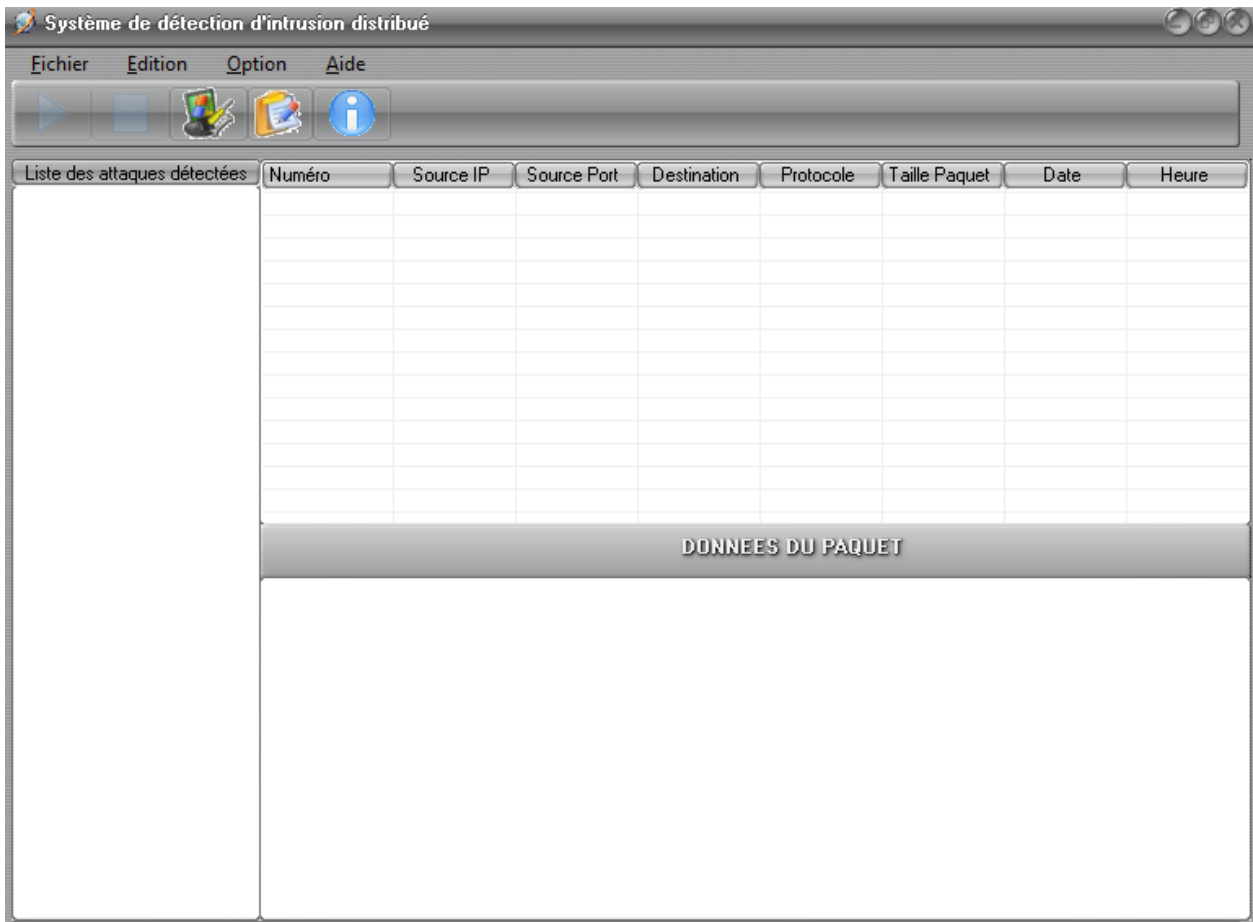 Système de détection d'intrusion distribué
Fichier Edition Option Aide
Liste des attaques détectées Numéro Source IP Source Port Destination Protocole Taille Paquet Date Heure
DONNEES DU PAQUET